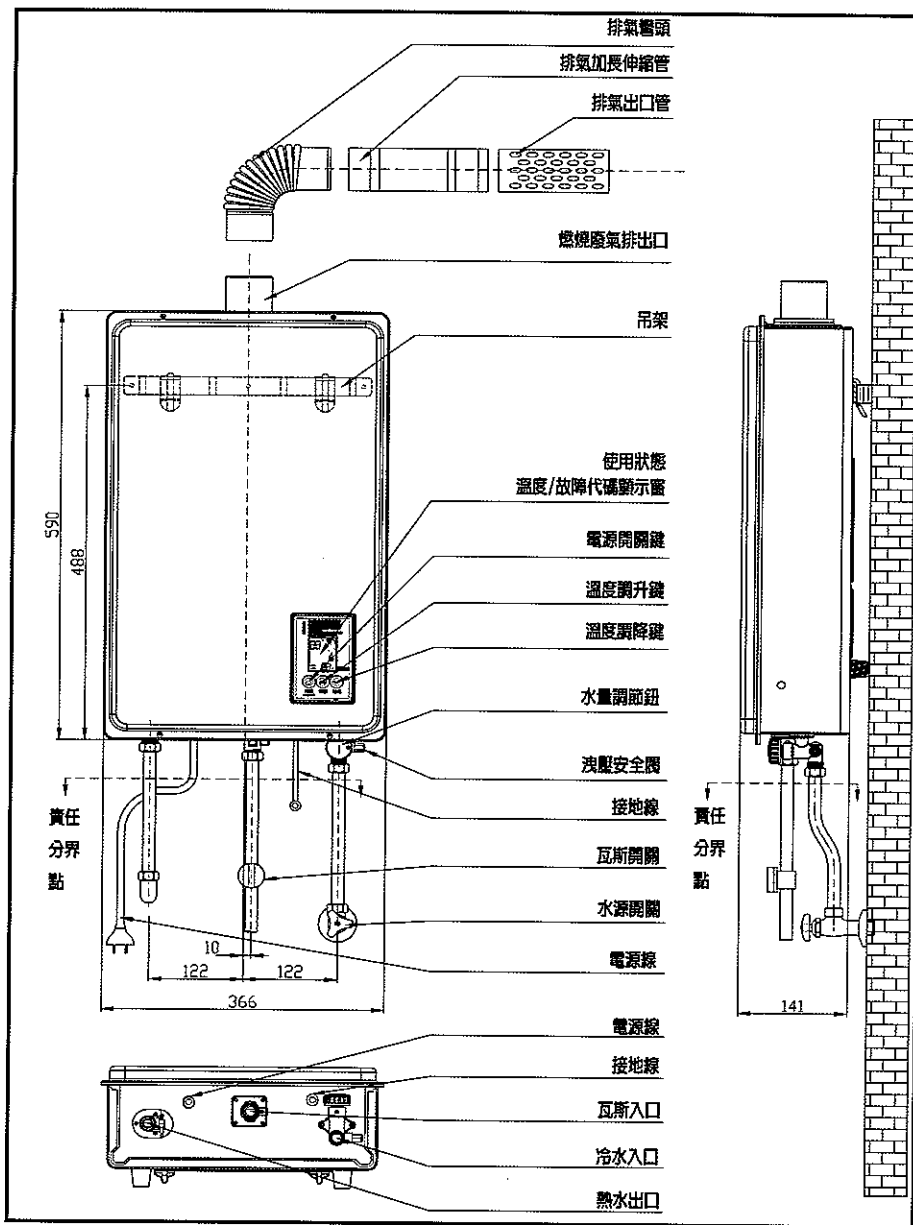 排氣彎頭
排氣加長伸縮管
排氣出口管
燃燒廢氣排出口
吊架
使用狀態
溫度/故障代碼顯示窗
電源開關鍵
溫度調升鍵
溫度調降鍵
水量調節鈕
洩壓安全閥
接地線
瓦斯開關
水源開關
電源線
590
488
責任
分界
點
10
122
122
366
責任
分界
點
141
電源線
接地線
瓦斯入口
冷水入口
熱水出口